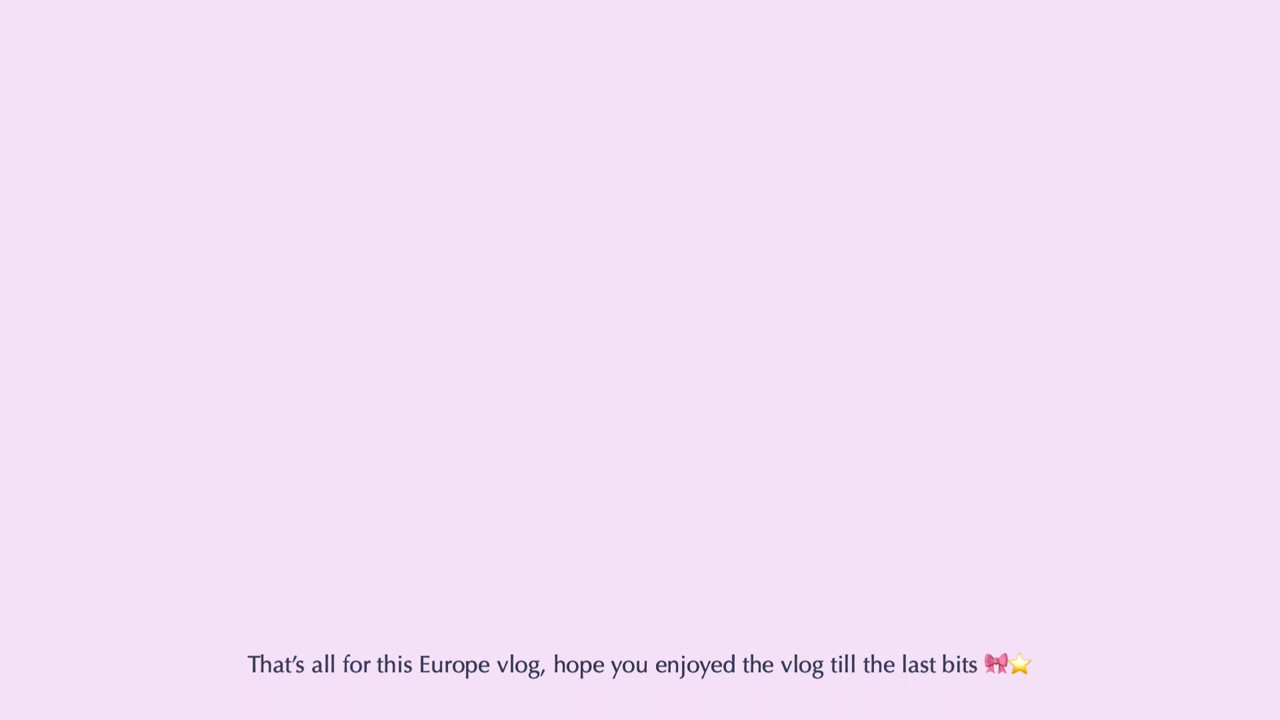 That's all for this Europe vlog, hope you enjoyed the vlog till the last bits 🎀⭐